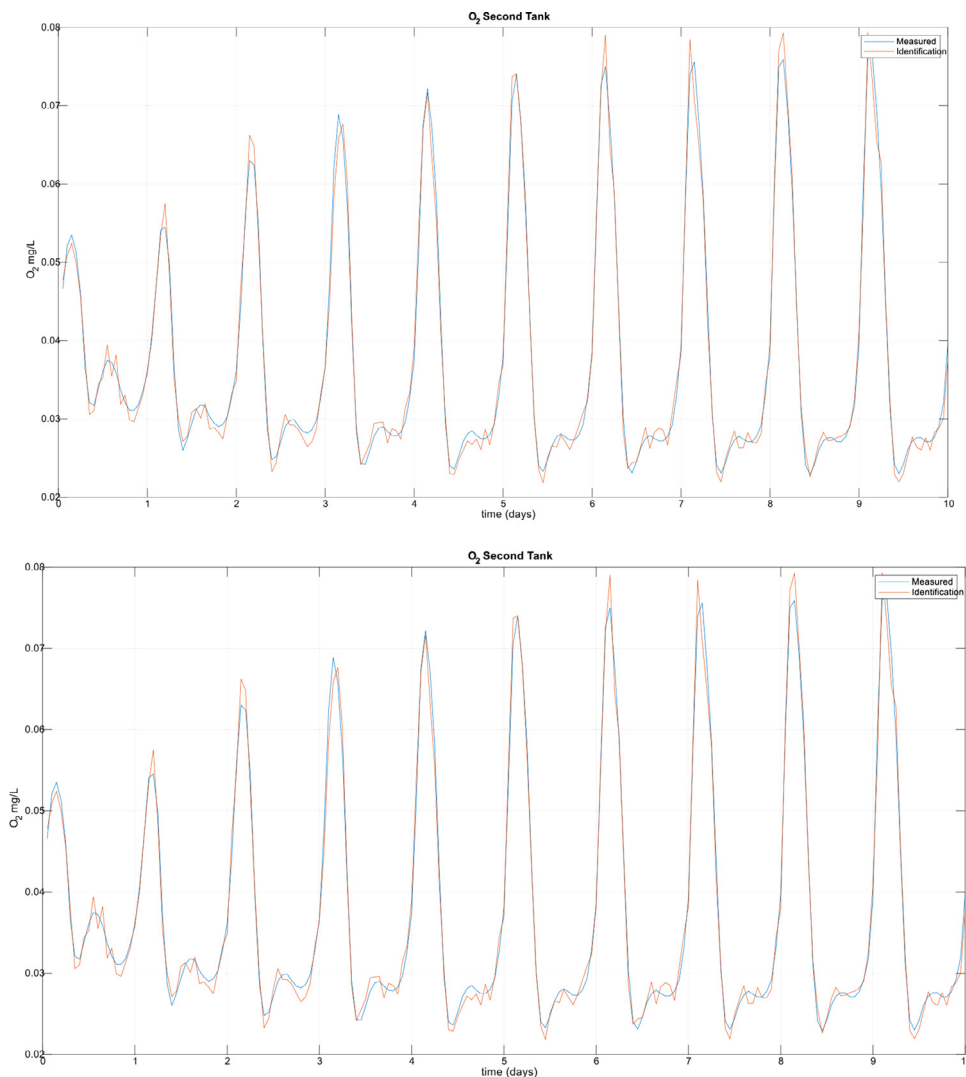 O2 Second Tank
0.08
Measured
Identification
0.07
0.06
0.05
O2 mg/L
0.04
0.03
0.02
0 1 2 3 4 5 6 7 8 9 10
time (days)
O2 Second Tank
0.08
Measured
Identification
0.07
0.06
0.05
O2 mg/L
0.04
0.03
0.02
0 1 2 3 4 5 6 7 8 9 1
time (days)